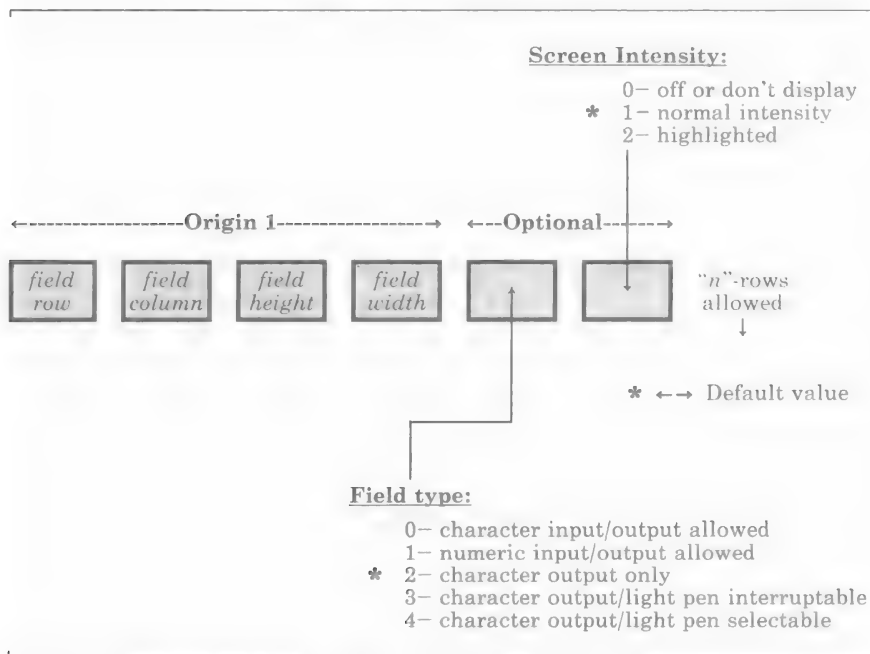 Screen Intensity:
0— off or don't display
* 1— normal intensity
2— highlighted
←-----------------Origin 1-----------------→ ←---Optional----→
field row
field column
field height
field width
"n"-rows allowed
↓
* ←→ Default value
Field type:
0— character input/output allowed
1— numeric input/output allowed
* 2— character output only
3— character output/light pen interruptable
4— character output/light pen selectable